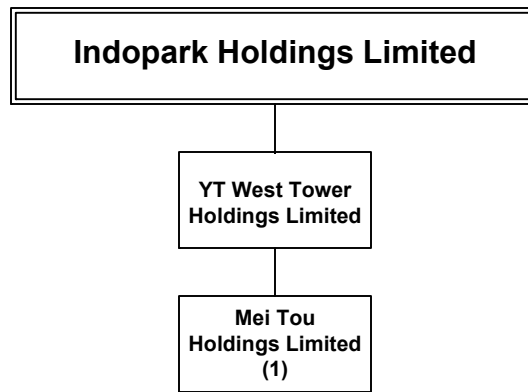 Indopark Holdings Limited
YT West Tower
Holdings Limited
Mei Tou
Holdings Limited
(1)